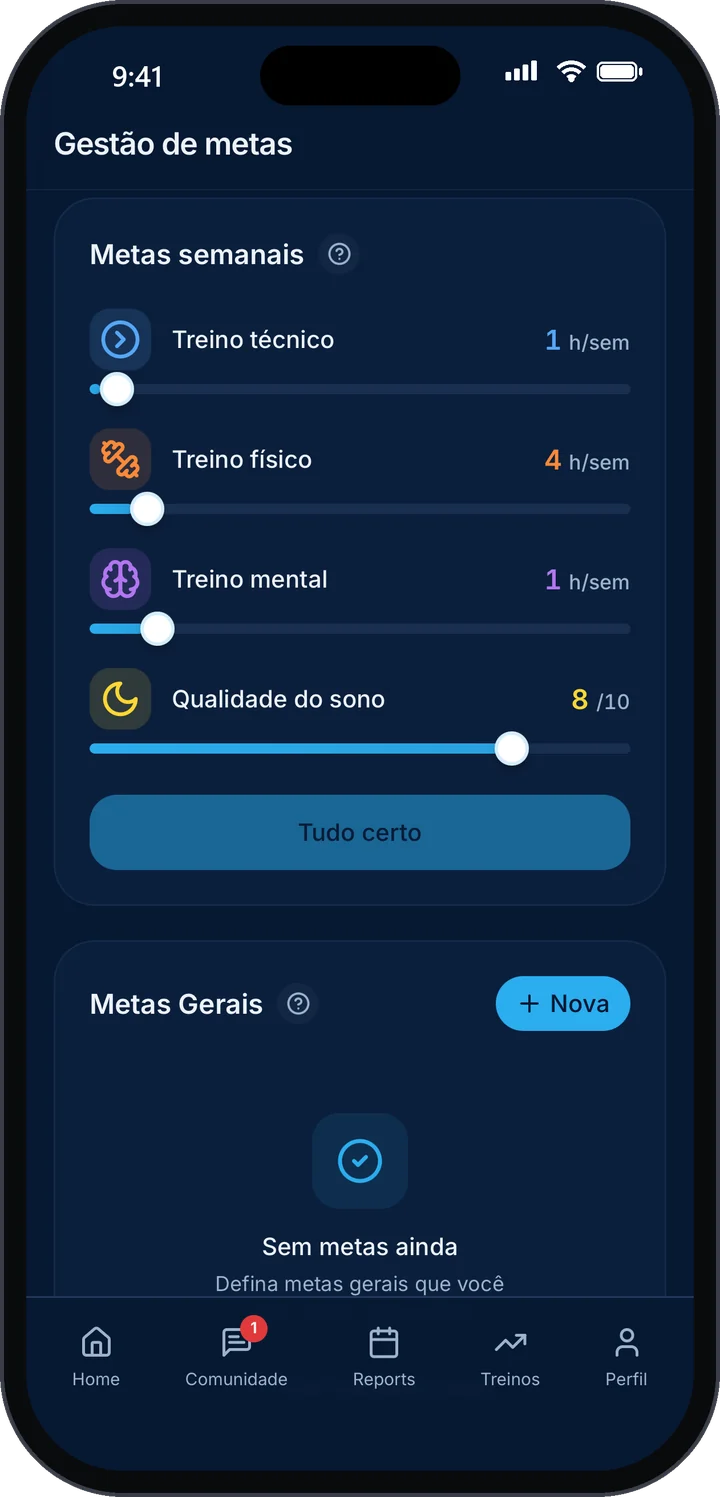 9:41
Gestão de metas
Metas semanais
Treino técnico 1 h/sem
Treino físico 4 h/sem
Treino mental 1 h/sem
Qualidade do sono 8 /10
Tudo certo
Metas Gerais + Nova
Sem metas ainda
Defina metas gerais que você
1
Home Comunidade Reports Treinos Perfil